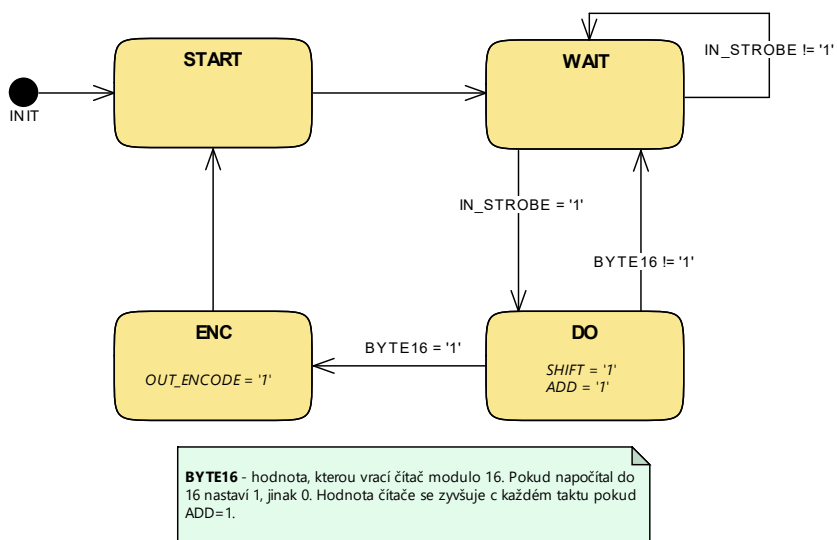 START
WAIT
IN_STROBE != '1'
INIT
IN_STROBE = '1'
BYTE16 != '1'
ENC
OUT_ENCODE = '1'
BYTE16 = '1'
DO
SHIFT = '1'
ADD = '1'
BYTE16 - hodnota, kterou vrací čítač modulo 16. Pokud napočítal do
16 nastaví 1, jinak 0. Hodnota čítače se zyvšuje c každém taktu pokud
ADD=1.